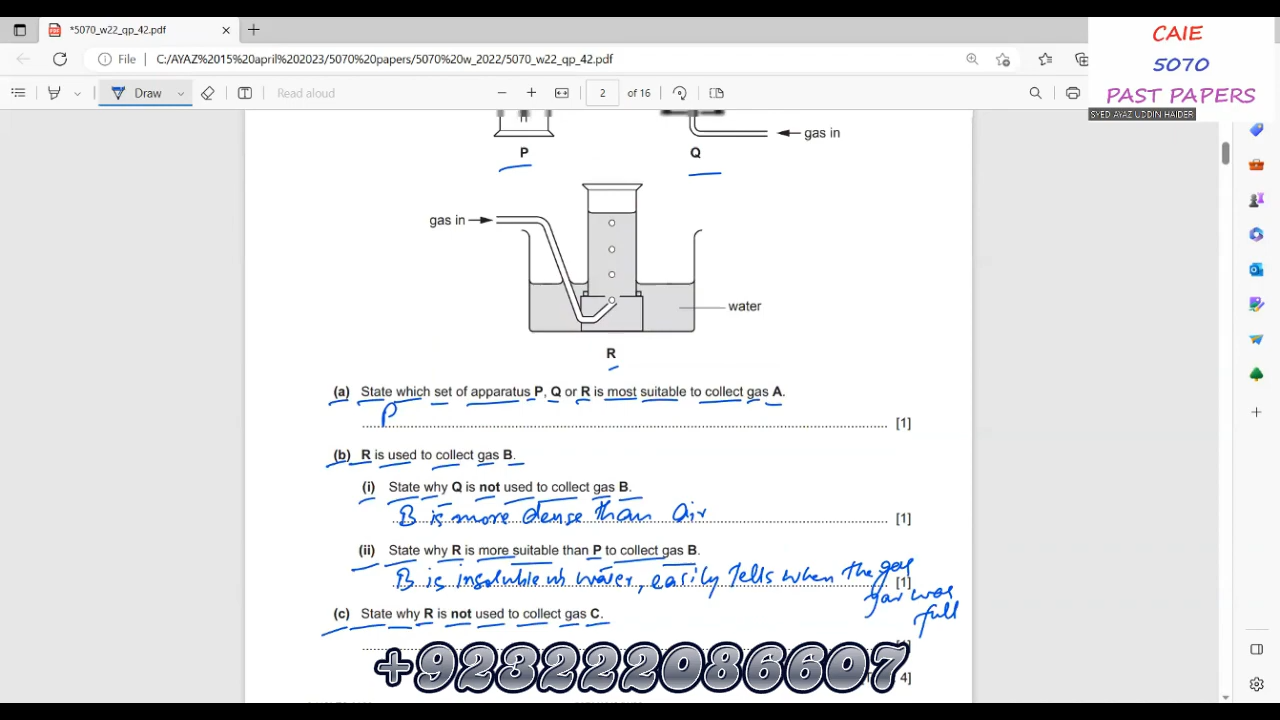 *5070_w22_qp_42.pdf
File C:/AYAZ%2015%20april%202023/5070%20papers/5070%20w_2022/5070_w22_qp_42.pdf
Draw
Read aloud
2 of 16
CAIE
5070
PAST PAPERS
SYED AYAZ UDDIN HAIDER
gas in
P
Q
gas in
water
R
(a) State which set of apparatus P, Q or R is most suitable to collect gas A.
P
[1]
(b) R is used to collect gas B.
(i) State why Q is not used to collect gas B.
B is more dense than air
[1]
(ii) State why R is more suitable than P to collect gas B.
B is insoluble in water, easily tells when the gas
jar was
full
[1]
(c) State why R is not used to collect gas C.
4]
+923222086607